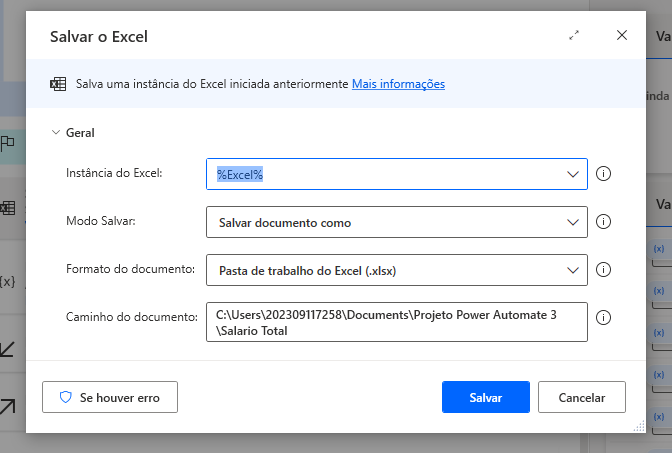 Salvar o Excel
Salva uma instância do Excel iniciada anteriormente Mais informações
Geral
Instância do Excel:
%Excel%
Modo Salvar:
Salvar documento como
Formato do documento:
Pasta de trabalho do Excel (.xlsx)
Caminho do documento:
C:\Users\202309117258\Documents\Projeto Power Automate 3
\Salario Total
Se houver erro
Salvar
Cancelar
Va
inda
Va
{x}
(x)
(x)
(x)
(x)
(x)